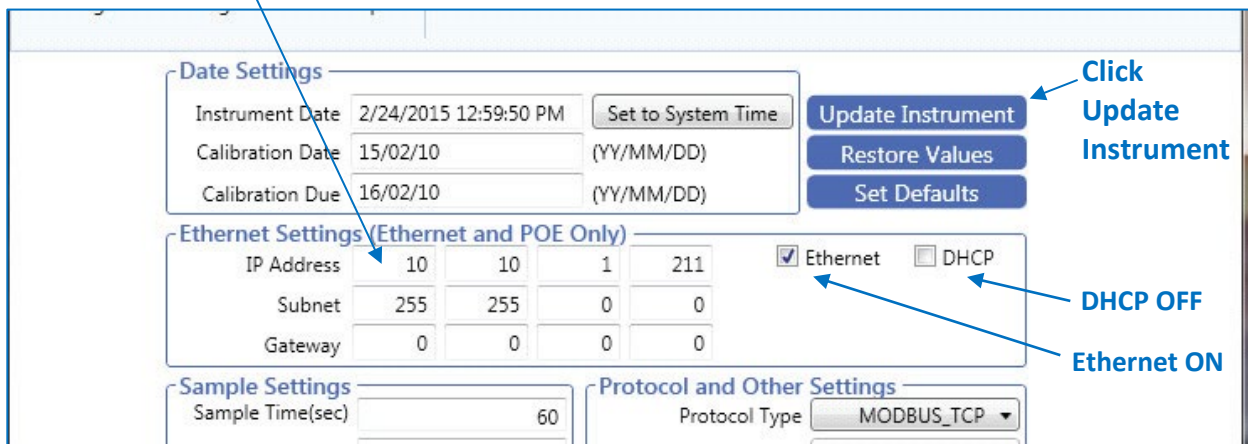 Date Settings
Instrument Date 2/24/2015 12:59:50 PM Set to System Time
Calibration Date 15/02/10 (YY/MM/DD)
Calibration Due 16/02/10 (YY/MM/DD)
Update Instrument
Restore Values
Set Defaults
Click
Update
Instrument
Ethernet Settings (Ethernet and POE Only)
IP Address 10 10 1 211
Subnet 255 255 0 0
Gateway 0 0 0 0
Ethernet DHCP
DHCP OFF
Ethernet ON
Sample Settings
Sample Time(sec) 60
Protocol and Other Settings
Protocol Type MODBUS_TCP